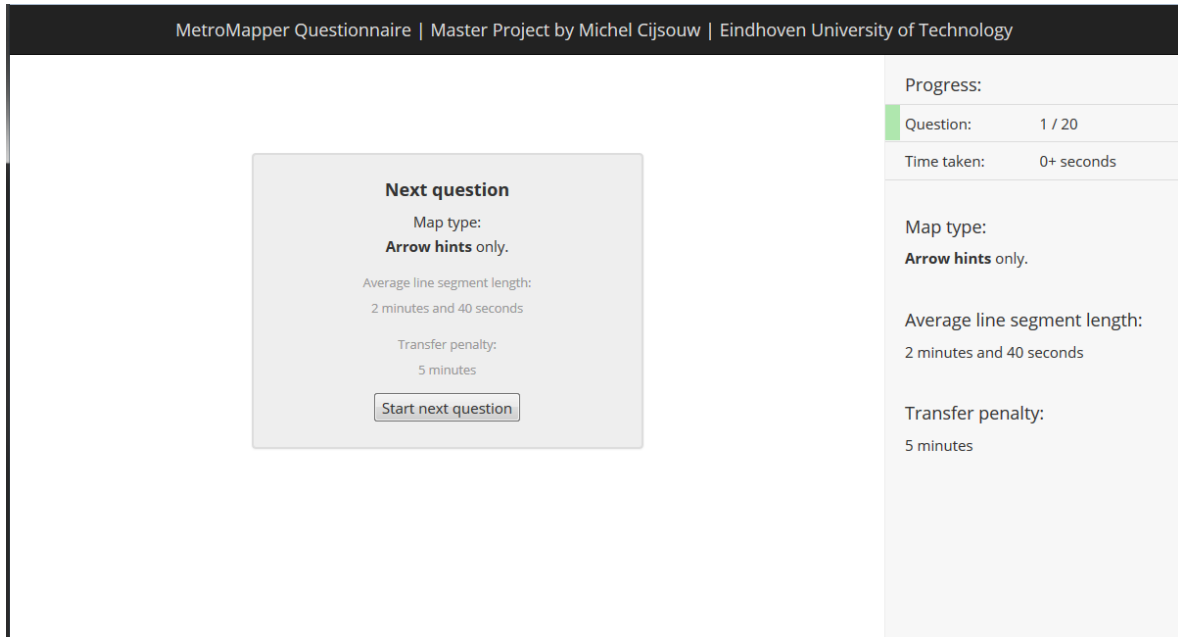 MetroMapper Questionnaire | Master Project by Michel Cijsouw | Eindhoven University of Technology
Next question
Map type:
Arrow hints only.
Average line segment length:
2 minutes and 40 seconds
Transfer penalty:
5 minutes
Start next question
Progress:
Question: 1 / 20
Time taken: 0+ seconds
Map type:
Arrow hints only.
Average line segment length:
2 minutes and 40 seconds
Transfer penalty:
5 minutes